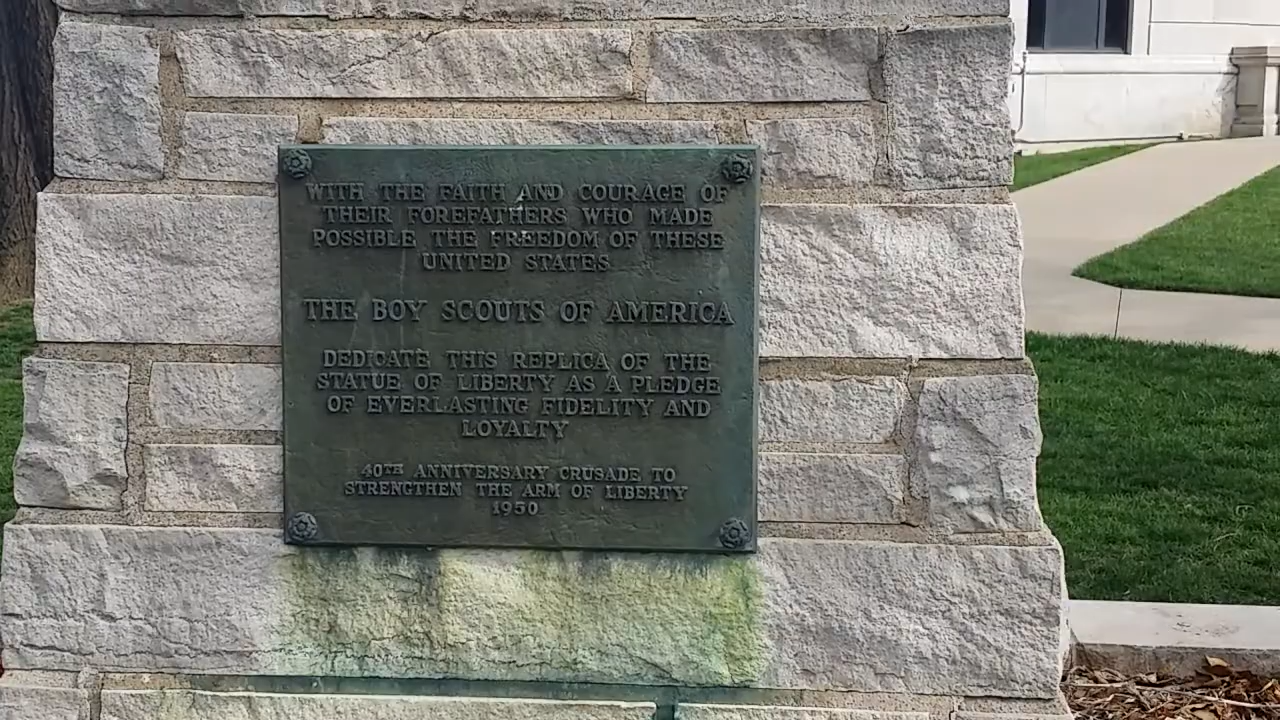 WITH THE FAITH AND COURAGE OF
THEIR FOREFATHERS WHO MADE
POSSIBLE THE FREEDOM OF THESE
UNITED STATES
THE BOY SCOUTS OF AMERICA
DEDICATE THIS REPLICA OF THE
STATUE OF LIBERTY AS A PLEDGE
OF EVERLASTING FIDELITY AND
LOYALTY
40TH ANNIVERSARY CRUSADE TO
STRENGTHEN THE ARM OF LIBERTY
1950